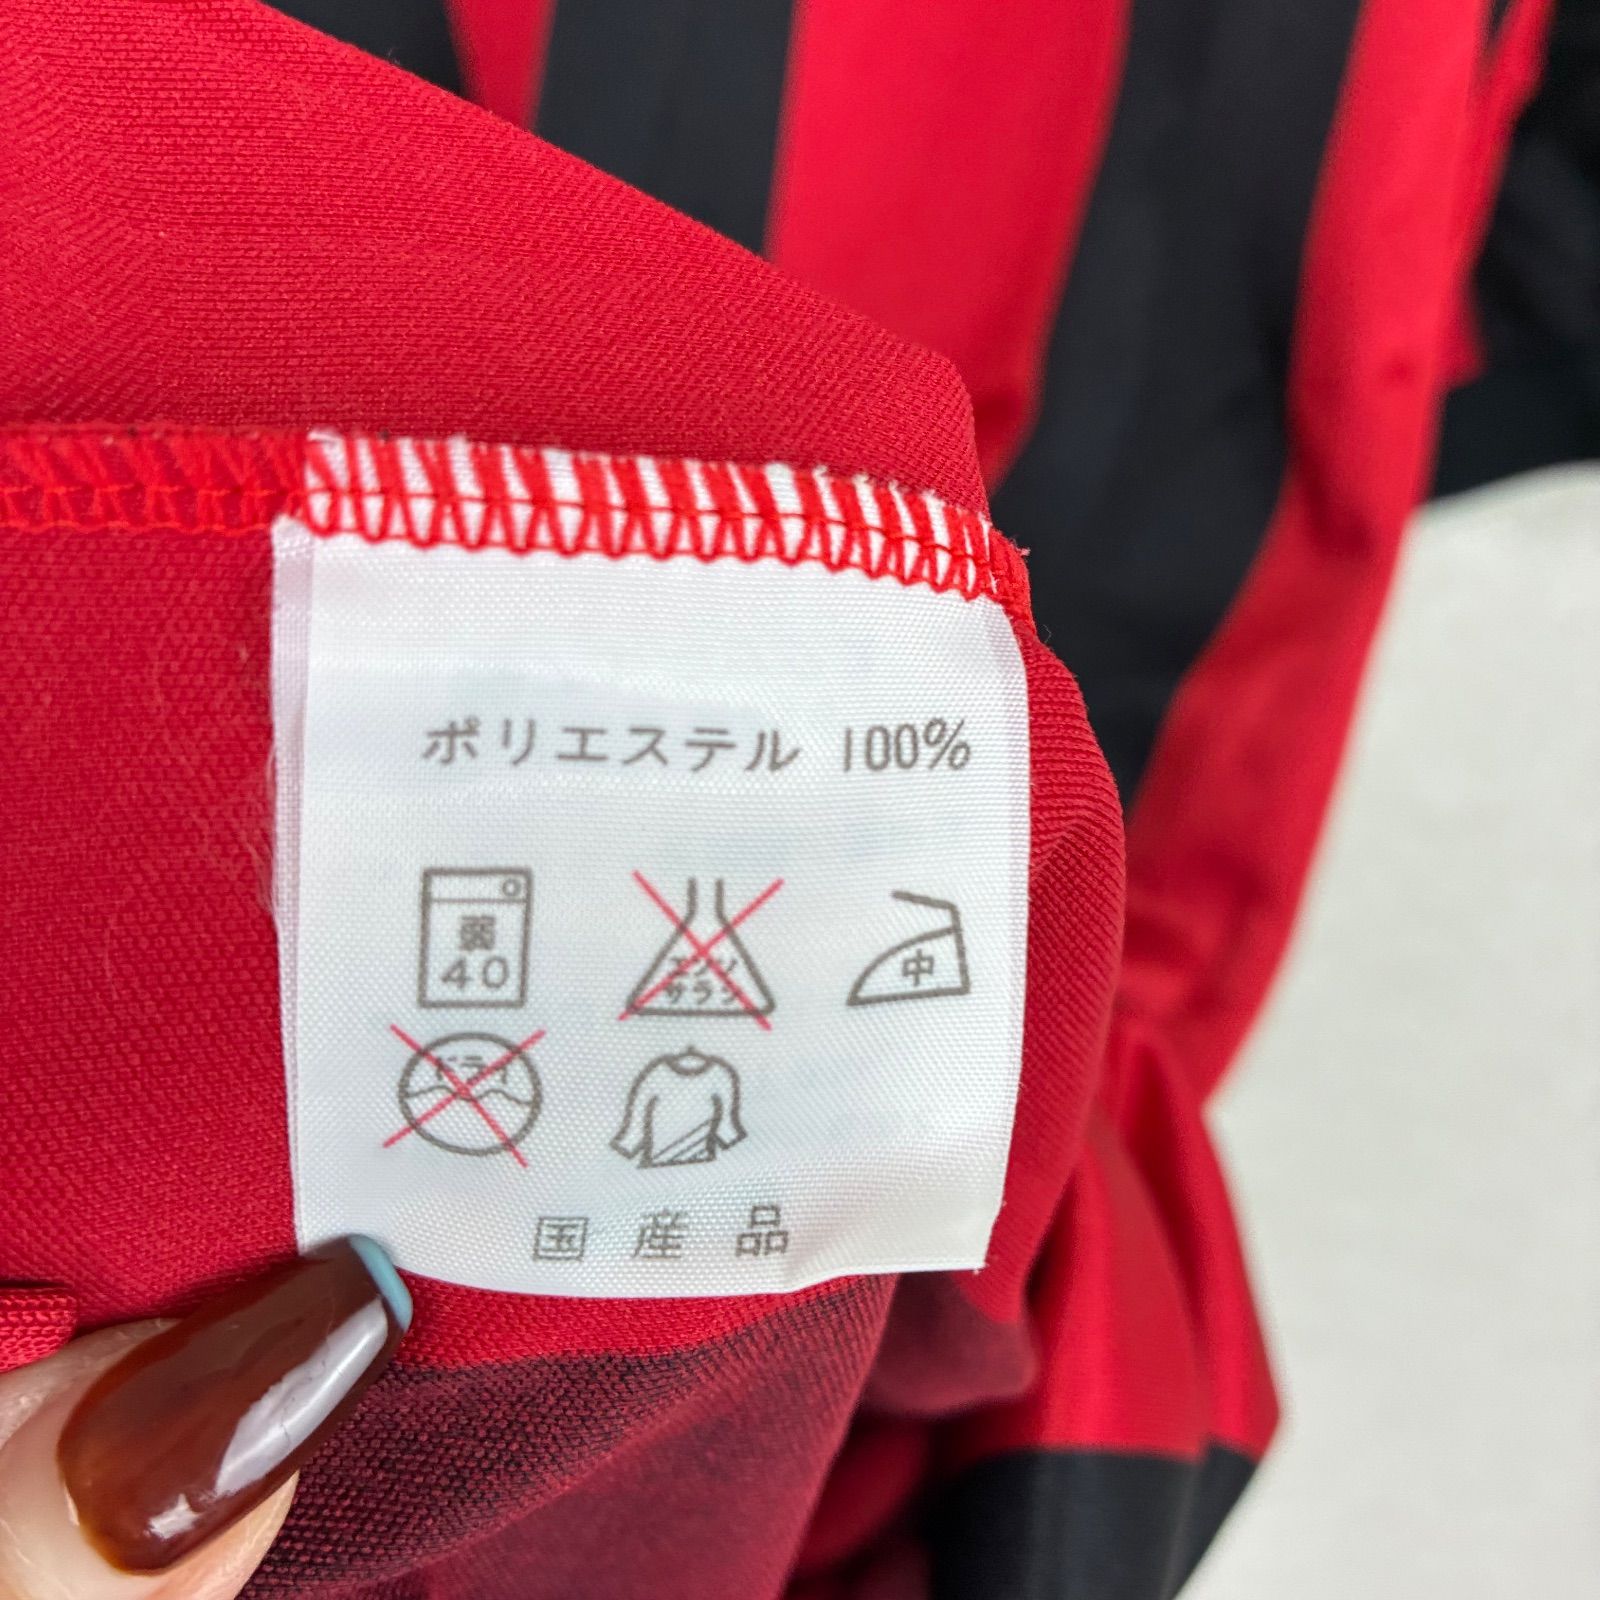 ポリエステル 100%
弱
40
エンソ
サラシ
中
ドライ
国産品